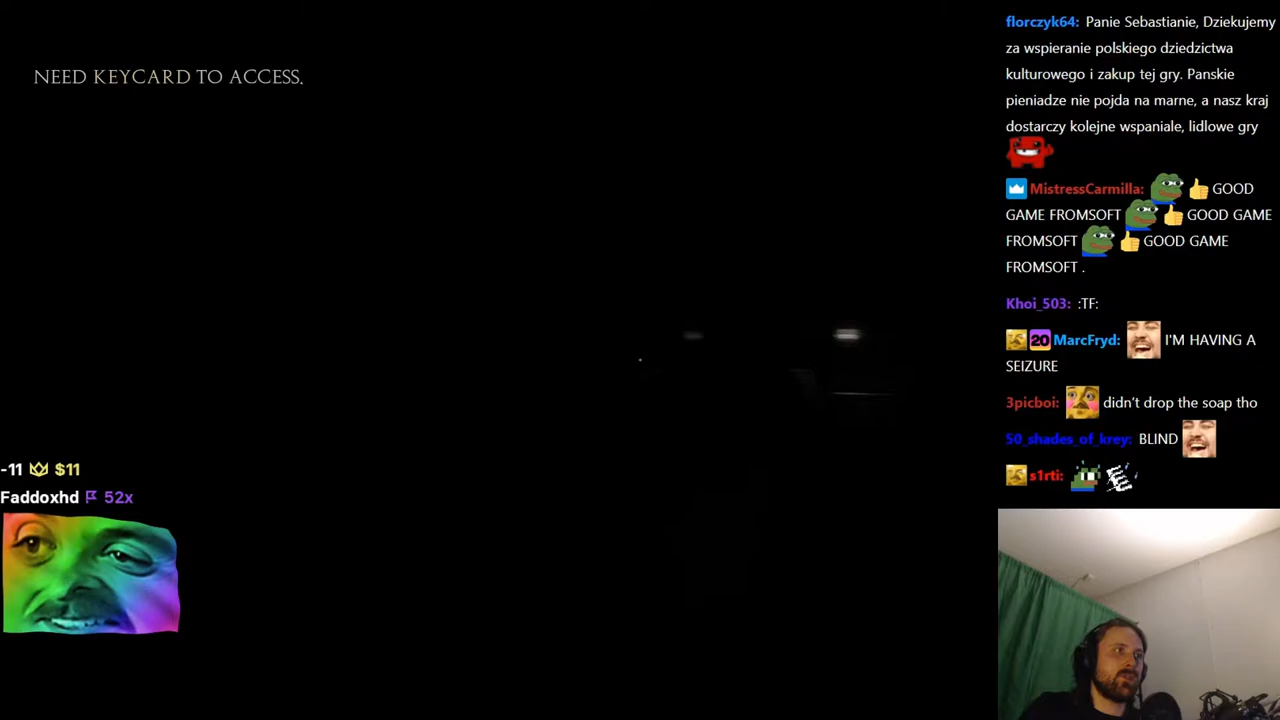 NEED KEYCARD TO ACCESS.
florczyk64: Panie Sebastianie, Dziekujemy
za wspieranie polskiego dziedzictwa
kulturowego i zakup tej gry. Panskie
pieniadze nie pojda na marne, a nasz kraj
dostarczy kolejne wspaniale, lidlowe gry
MistressCarmilla: 👍 GOOD
GAME FROMSOFT 👍 GOOD GAME
FROMSOFT 👍 GOOD GAME
FROMSOFT .
Khoi_503: :TF:
20 MarcFryd: I'M HAVING A
SEIZURE
3picboi: didn't drop the soap tho
50_shades_of_krey: BLIND
s1rti:
-11 $11
Faddoxhd 52x